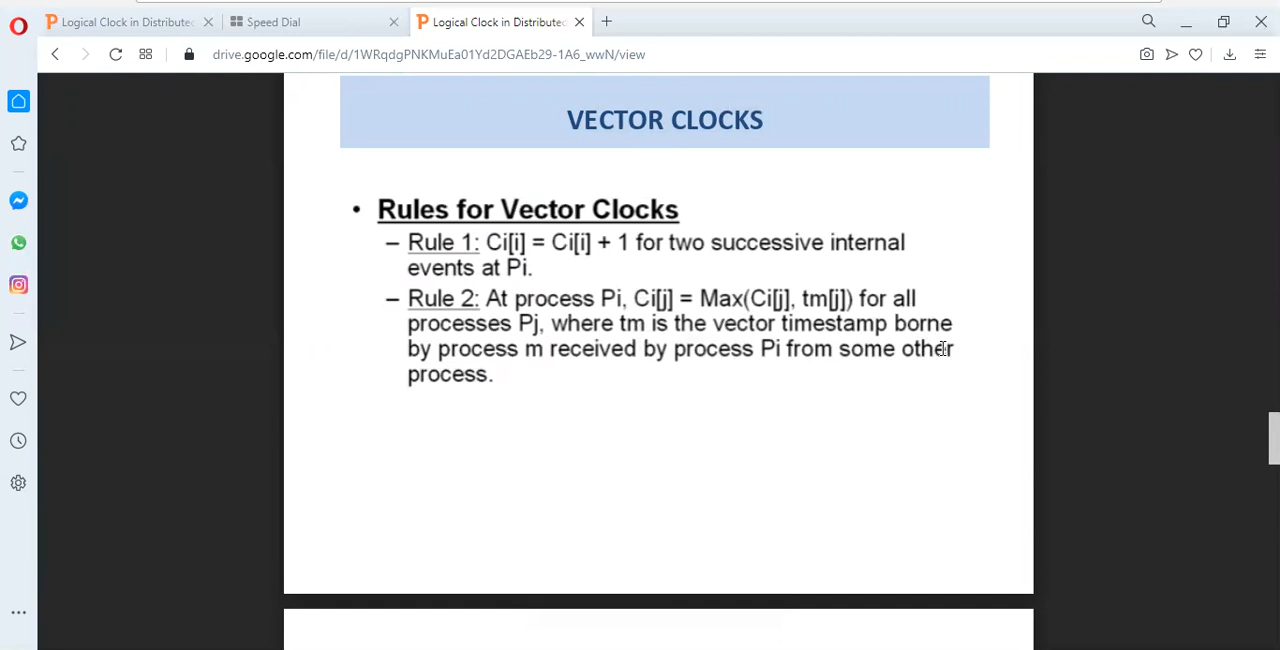 Logical Clock in Distributed
Speed Dial
Logical Clock in Distributed
drive.google.com/file/d/1WRqdgPNKMuEa01Yd2DGAEb29-1A6_wwN/view
VECTOR CLOCKS
• Rules for Vector Clocks
– Rule 1: Ci[i] = Ci[i] + 1 for two successive internal
events at Pi.
– Rule 2: At process Pi, Ci[j] = Max(Ci[j], tm[j]) for all
processes Pj, where tm is the vector timestamp borne
by process m received by process Pi from some other
process.